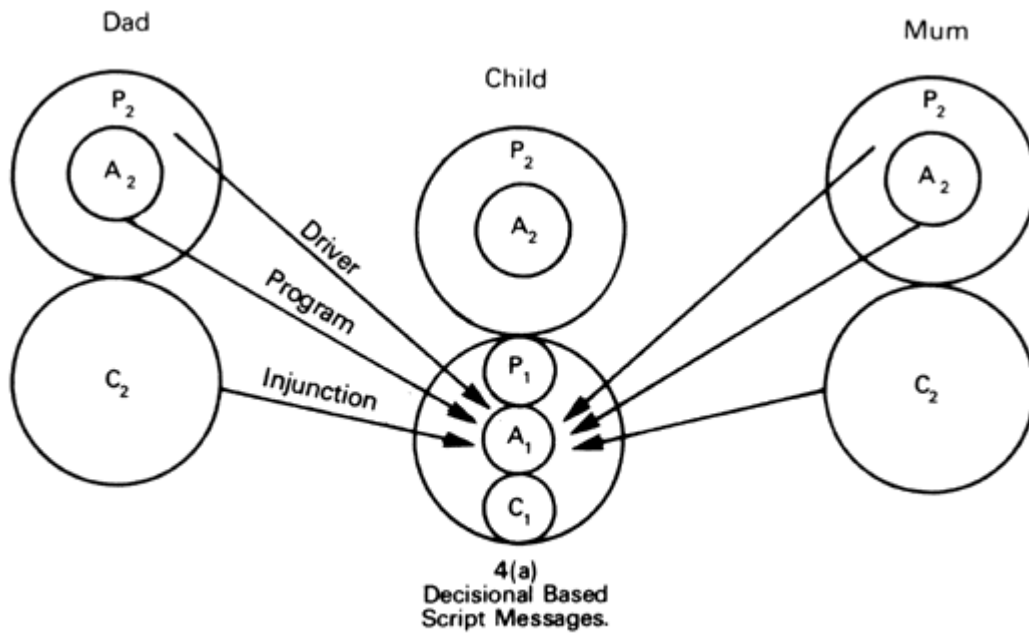 Dad
Child
Mum
P₂
A₂
C₂
Driver
Program
Injunction
P₂
A₂
P₁
A₁
C₁
P₂
A₂
C₂
4(a)
Decisional Based
Script Messages.